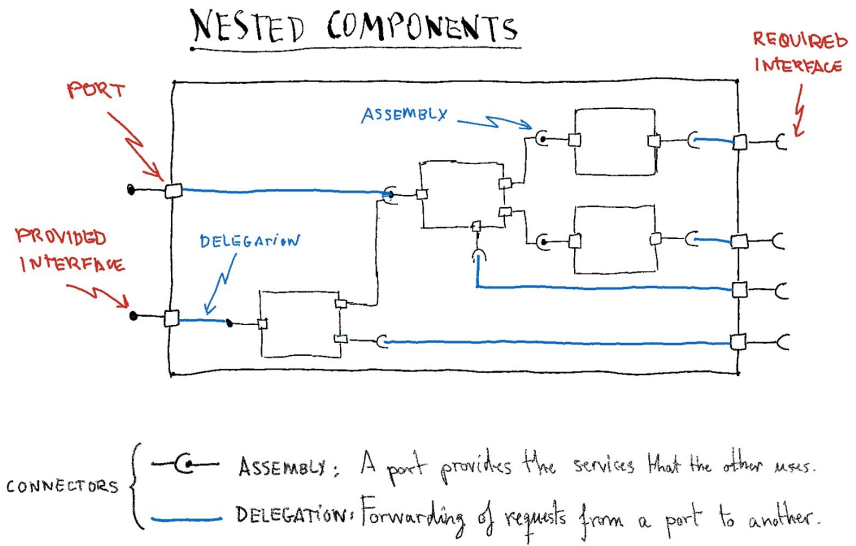 NESTED COMPONENTS
REQUIRED
INTERFACE
PORT
ASSEMBLY
PROVIDED
INTERFACE
DELEGATION
CONNECTORS
ASSEMBLY: A port provides the services that the other uses.
DELEGATION: Forwarding of requests from a port to another.